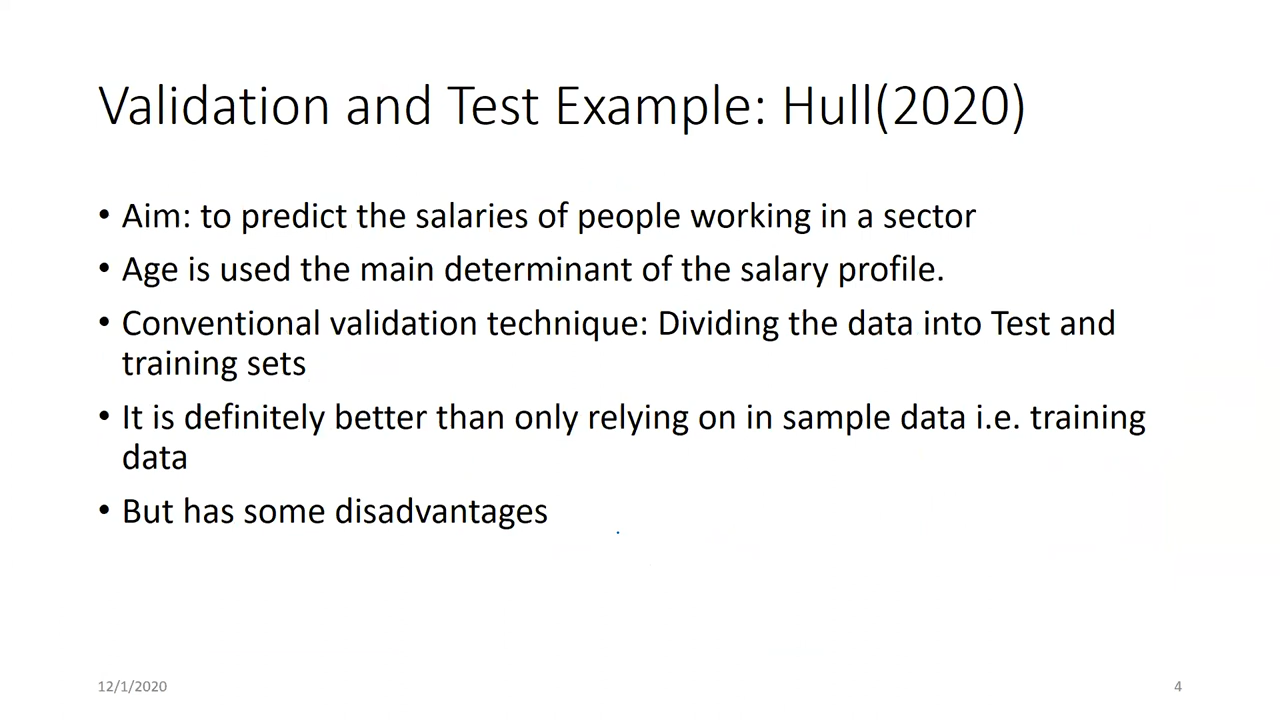 Validation and Test Example: Hull(2020)
• Aim: to predict the salaries of people working in a sector
• Age is used the main determinant of the salary profile.
• Conventional validation technique: Dividing the data into Test and
training sets
• It is definitely better than only relying on in sample data i.e. training
data
• But has some disadvantages
12/1/2020
4